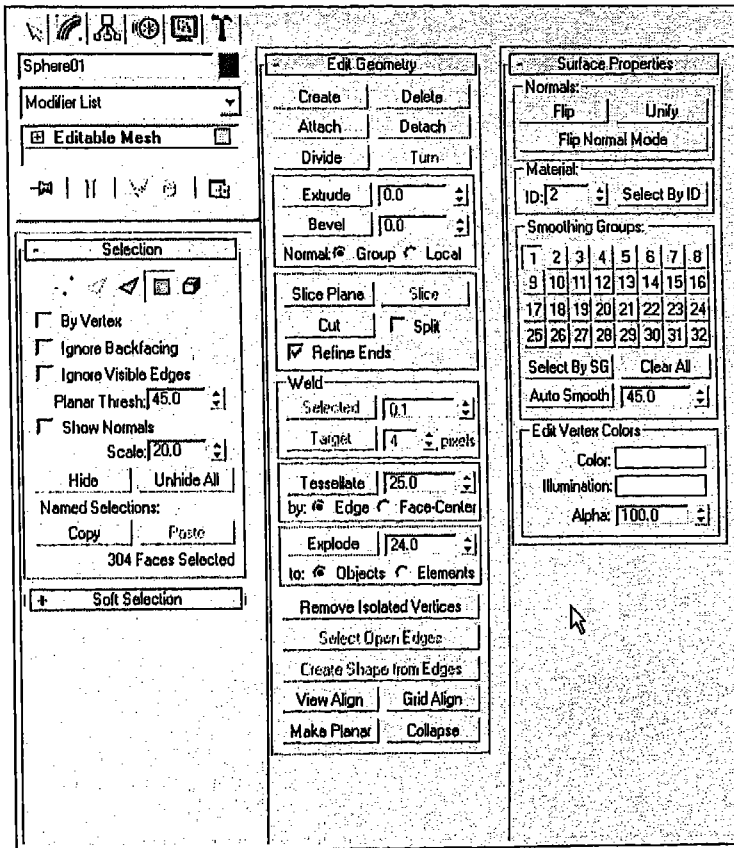 Sphere01
Modifier List
Editable Mesh
- Selection
By Vertex
Ignore Backfacing
Ignore Visible Edges
Planar Thresh: 45.0
Show Normals
Scale: 20.0
Hide Unhide All
Named Selections:
Copy Paste
304 Faces Selected
+ Soft Selection
- Edit Geometry
Create Delete
Attach Detach
Divide Turn
Extrude 0.0
Bevel 0.0
Normal: Group Local
Slice Plane Slice
Cut Split
Refine Ends
Weld
Selected 0.1
Target 4 pixels
Tessellate 25.0
by: Edge Face-Center
Explode 24.0
to: Objects Elements
Remove Isolated Vertices
Select Open Edges
Create Shape from Edges
View Align Grid Align
Make Planar Collapse
- Surface Properties
Normals:
Flip Unify
Flip Normal Mode
Material:
ID: 2 Select By ID
Smoothing Groups:
1 2 3 4 5 6 7 8
9 10 11 12 13 14 15 16
17 18 19 20 21 22 23 24
25 26 27 28 29 30 31 32
Select By SG Clear All
Auto Smooth 45.0
Edit Vertex Colors
Color:
Illumination:
Alpha: 100.0